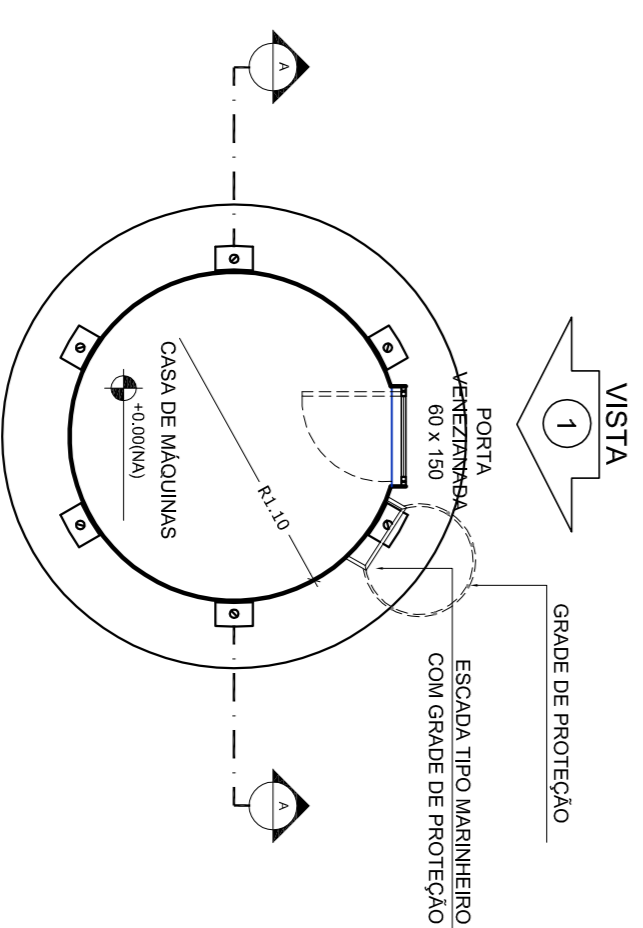 VISTA
1
GRADE DE PROTEÇÃO
ESCADA TIPO MARINHEIRO
COM GRADE DE PROTEÇÃO
PORTA
VENEZIANADA
60 x 150
R1.10
CASA DE MÁQUINAS
+0.00(NA)
A
A